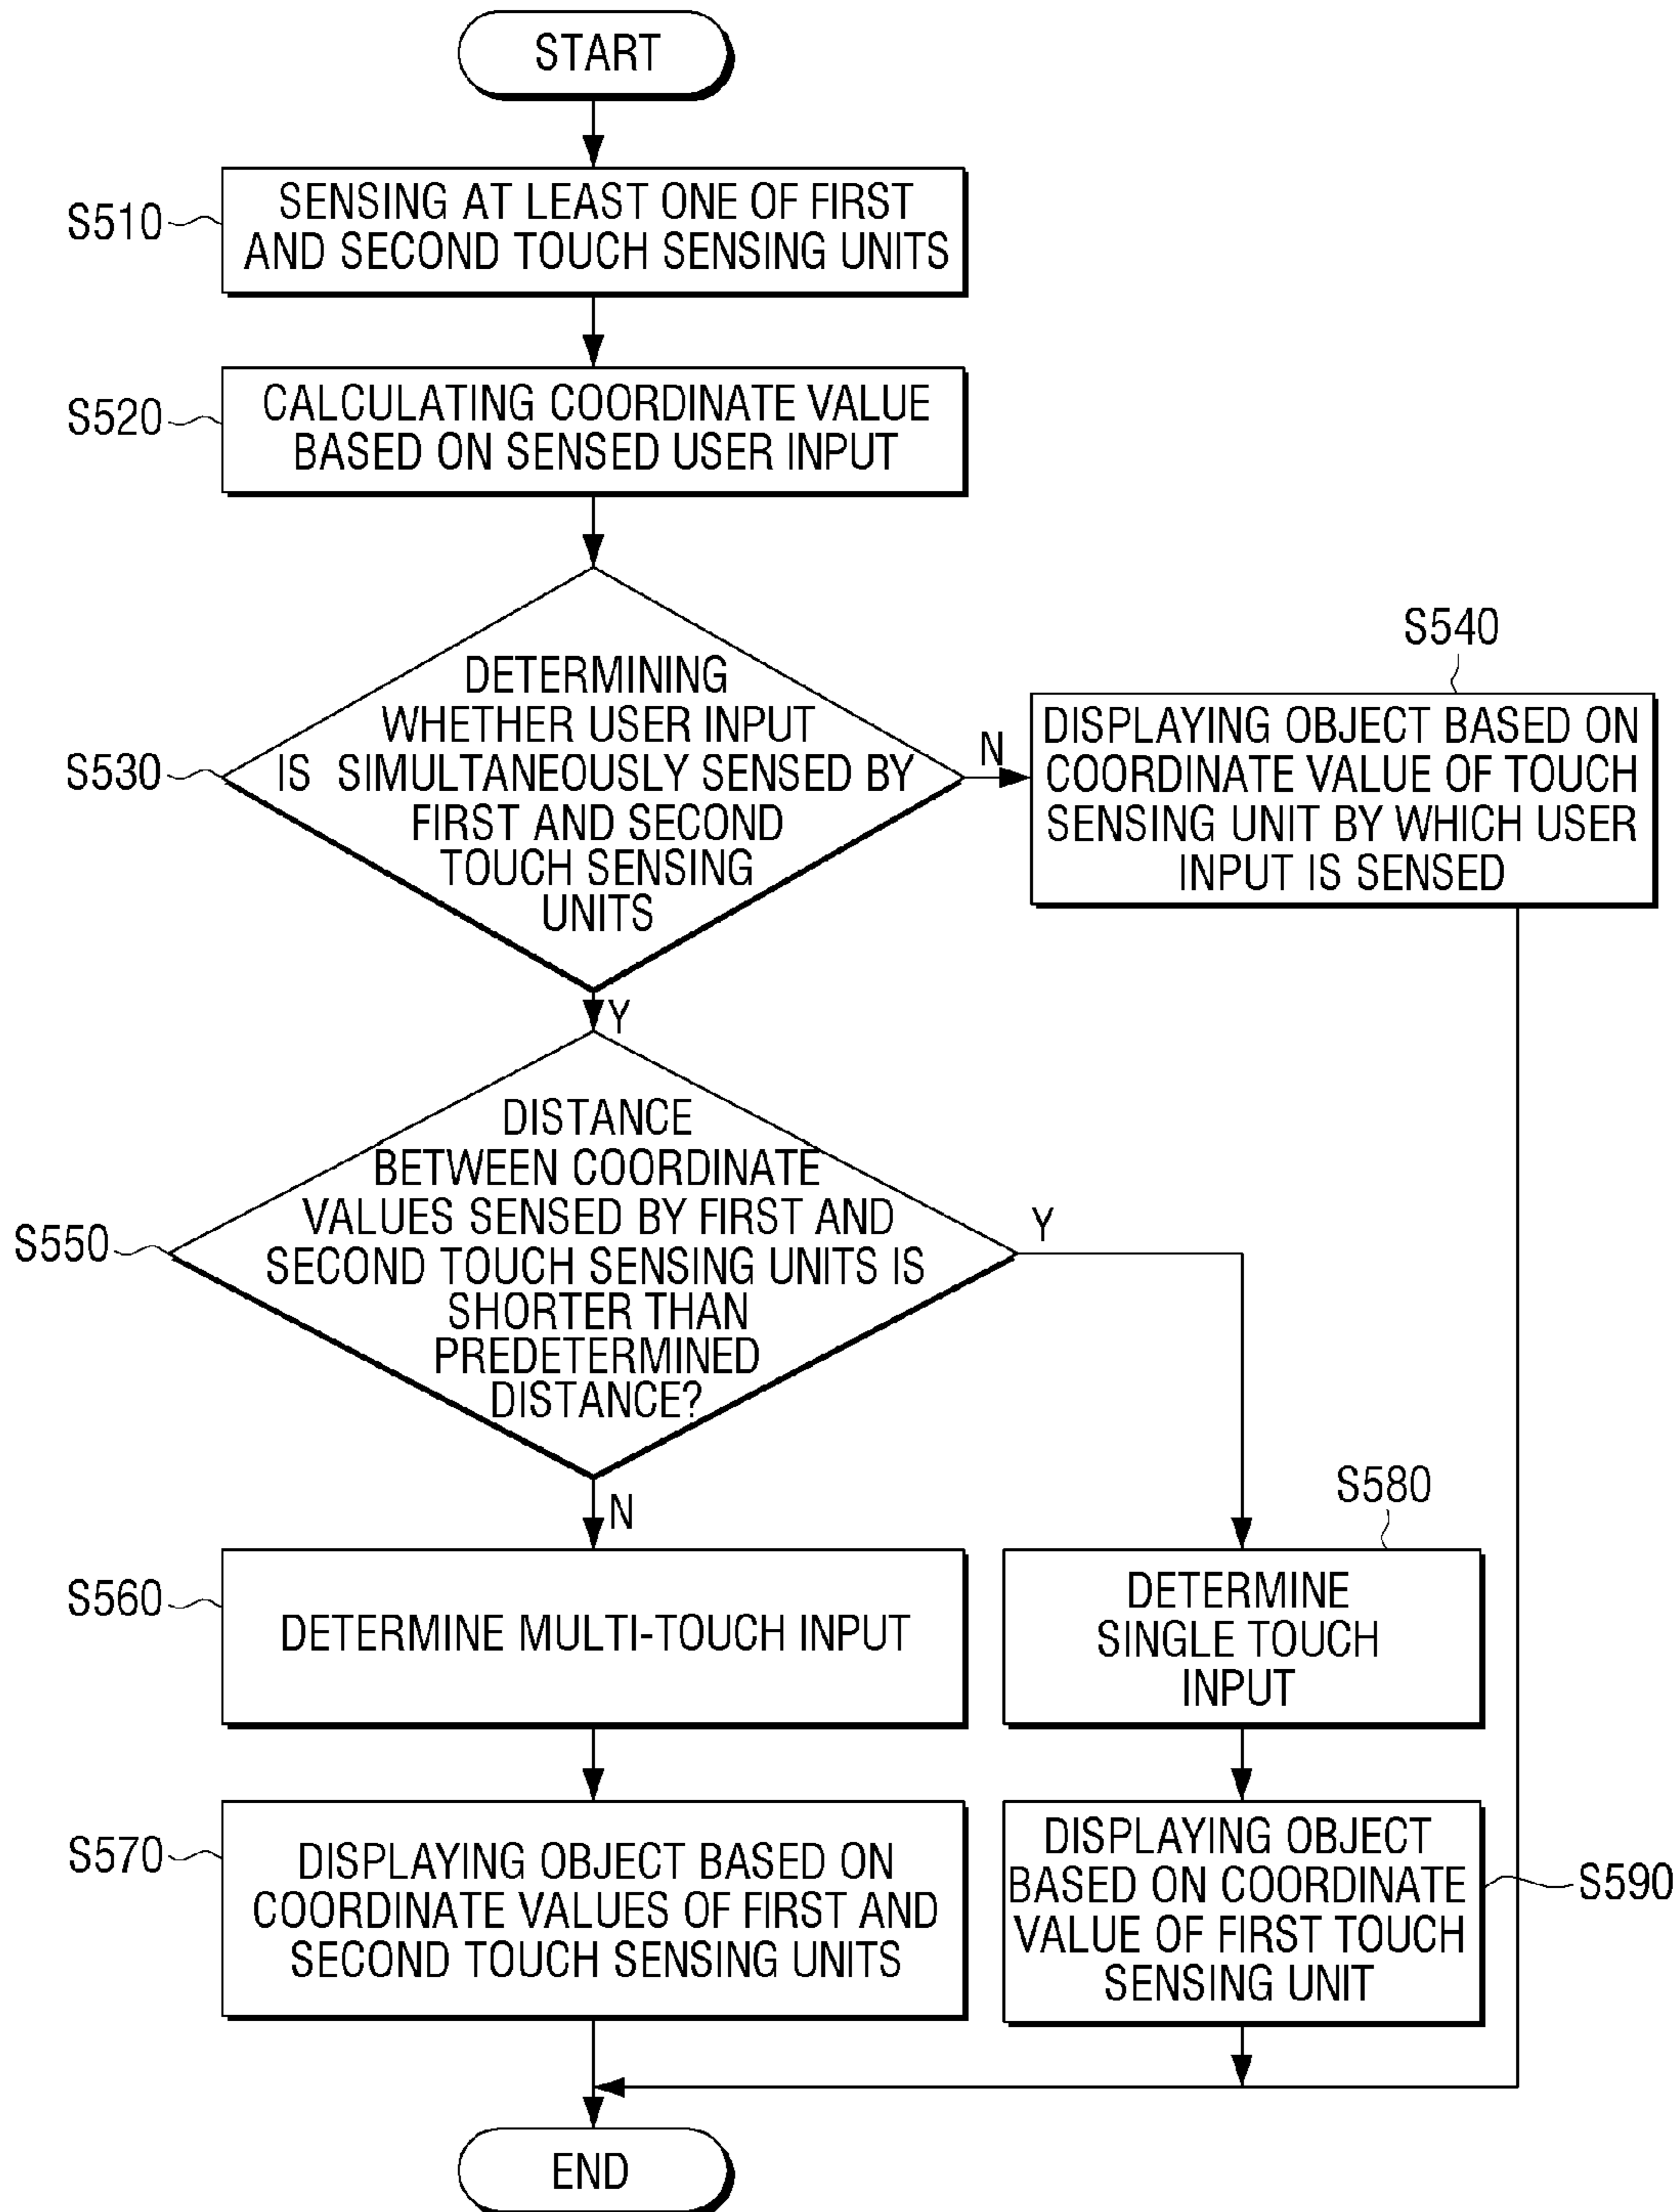 START
S510
SENSING AT LEAST ONE OF FIRST
AND SECOND TOUCH SENSING UNITS
S520
CALCULATING COORDINATE VALUE
BASED ON SENSED USER INPUT
S530
DETERMINING
WHETHER USER INPUT
IS SIMULTANEOUSLY SENSED BY
FIRST AND SECOND
TOUCH SENSING
UNITS
N
S540
DISPLAYING OBJECT BASED ON
COORDINATE VALUE OF TOUCH
SENSING UNIT BY WHICH USER
INPUT IS SENSED
Y
S550
DISTANCE
BETWEEN COORDINATE
VALUES SENSED BY FIRST AND
SECOND TOUCH SENSING UNITS IS
SHORTER THAN
PREDETERMINED
DISTANCE?
Y
N
S560
DETERMINE MULTI-TOUCH INPUT
S580
DETERMINE
SINGLE TOUCH
INPUT
S570
DISPLAYING OBJECT BASED ON
COORDINATE VALUES OF FIRST AND
SECOND TOUCH SENSING UNITS
DISPLAYING OBJECT
BASED ON COORDINATE
VALUE OF FIRST TOUCH
SENSING UNIT
S590
END